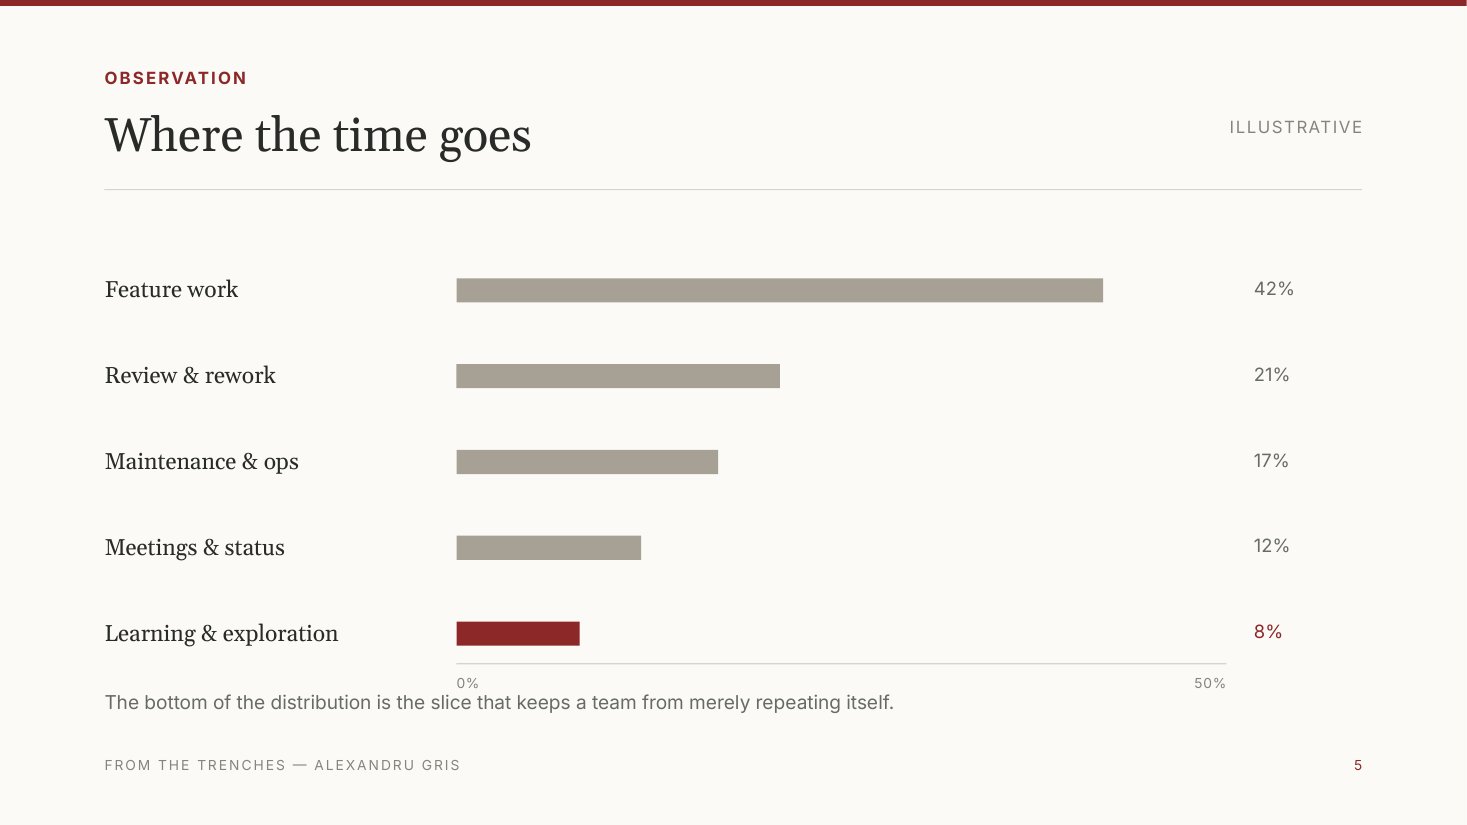 OBSERVATION
Where the time goes
ILLUSTRATIVE
Feature work 42%
Review & rework 21%
Maintenance & ops 17%
Meetings & status 12%
Learning & exploration 8%
0% 50%
The bottom of the distribution is the slice that keeps a team from merely repeating itself.
FROM THE TRENCHES — ALEXANDRU GRIS 5